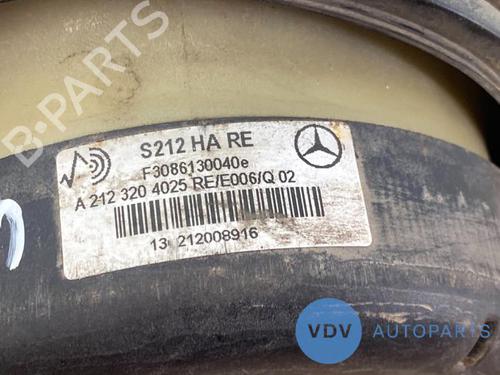 B-PARTS
S212 HA RE
F3086130040e
A 212 320 4025 RE/E006/Q 02
13 212008916
VDV AUTOPARTS